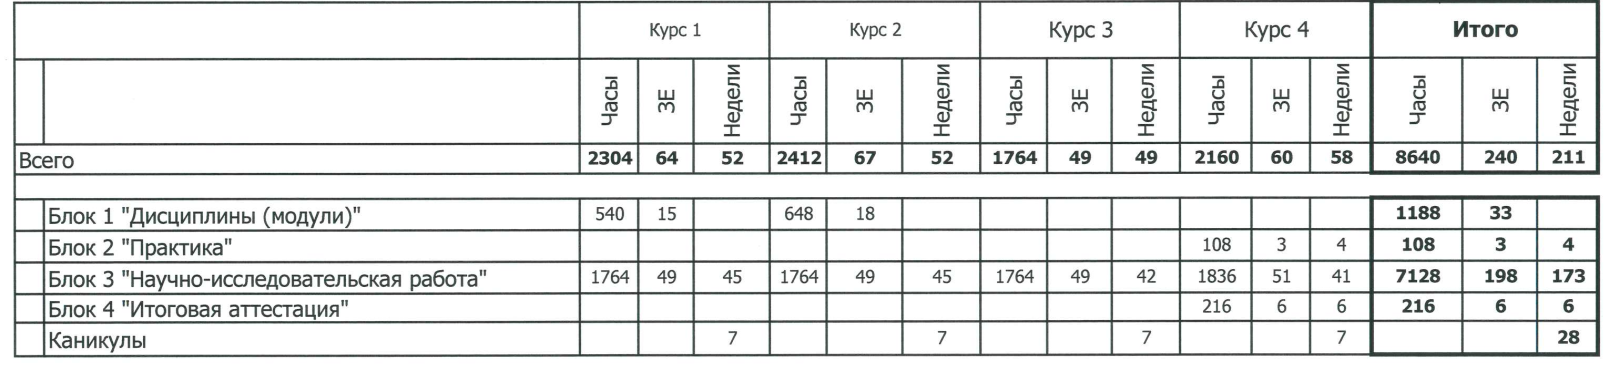 Курс 1 Курс 2 Курс 3 Курс 4 Итого
Часы ЗЕ Недели Часы ЗЕ Недели Часы ЗЕ Недели Часы ЗЕ Недели Часы ЗЕ Недели
Всего 2304 64 52 2412 67 52 1764 49 49 2160 60 58 8640 240 211
Блок 1 "Дисциплины (модули)" 540 15 648 18 1188 33
Блок 2 "Практика" 108 3 4 108 3 4
Блок 3 "Научно-исследовательская работа" 1764 49 45 1764 49 45 1764 49 42 1836 51 41 7128 198 173
Блок 4 "Итоговая аттестация" 216 6 6 216 6 6
Каникулы 7 7 7 7 28